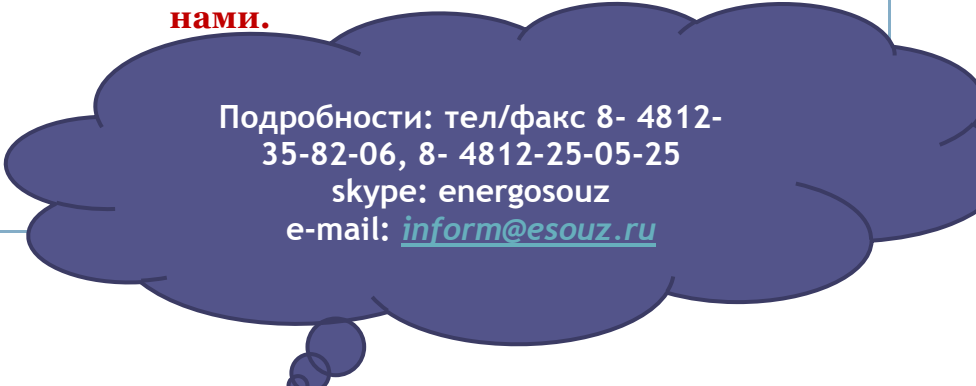 нами.
Подробности: тел/факс 8- 4812-
35-82-06, 8- 4812-25-05-25
skype: energosouz
e-mail: inform@esouz.ru